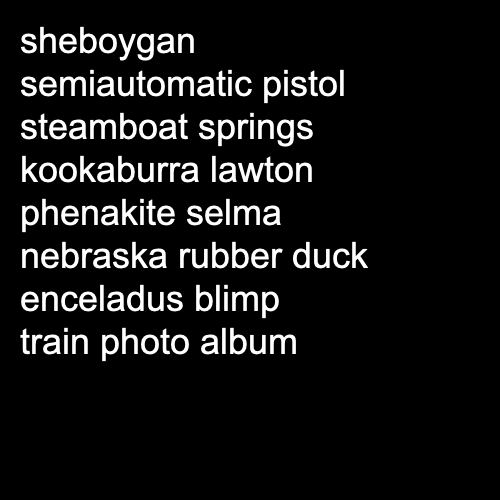 sheboygan
semiautomatic pistol
steamboat springs
kookaburra lawton
phenakite selma
nebraska rubber duck
enceladus blimp
train photo album